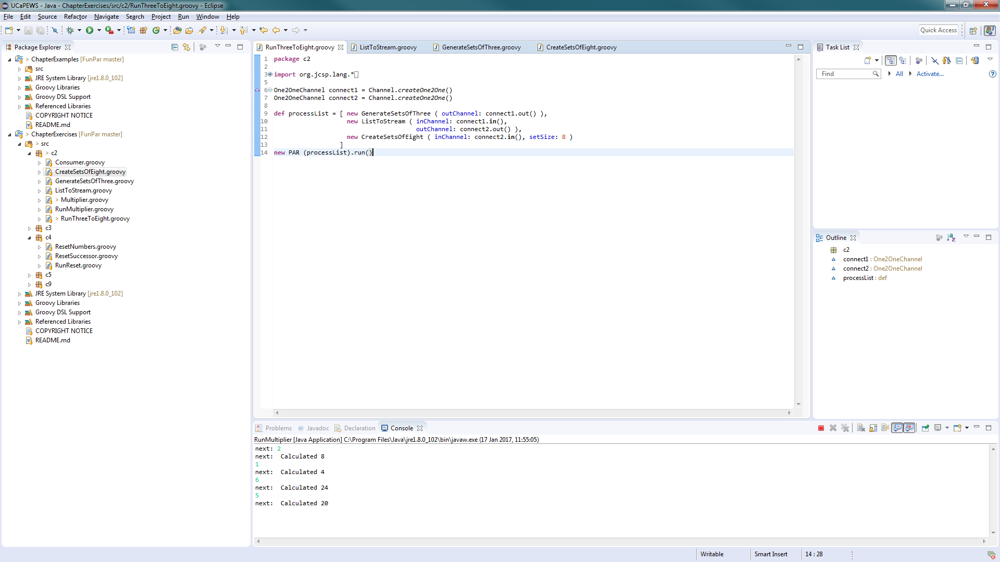 UCaPEWS - Java - ChapterExercises/src/c2/RunThreeToEight.groovy - Eclipse
File Edit Source Refactor Navigate Search Project Run Window Help
Quick Access
Package Explorer
> ChapterExamples [FunPar master]
src
JRE System Library [jre1.8.0_102]
Groovy Libraries
Groovy DSL Support
Referenced Libraries
COPYRIGHT NOTICE
README.md
> ChapterExercises [FunPar master]
> src
> c2
Consumer.groovy
CreateSetsOfEight.groovy
GenerateSetsOfThree.groovy
ListToStream.groovy
> Multiplier.groovy
RunMultiplier.groovy
> RunThreeToEight.groovy
c3
c4
ResetNumbers.groovy
ResetSuccessor.groovy
RunReset.groovy
c5
c9
JRE System Library [jre1.8.0_102]
Groovy Libraries
Groovy DSL Support
Referenced Libraries
COPYRIGHT NOTICE
README.md
RunThreeToEight.groovy ListToStream.groovy GenerateSetsOfThree.groovy CreateSetsOfEight.groovy
1 package c2
2
3 import org.jcsp.lang.*
5
6 One2OneChannel connect1 = Channel.createOne2One()
7 One2OneChannel connect2 = Channel.createOne2One()
8
9 def processList = [ new GenerateSetsOfThree ( outChannel: connect1.out() ),
10 new ListToStream ( inChannel: connect1.in(),
11 outChannel: connect2.out() ),
12 new CreateSetsOfEight ( inChannel: connect2.in(), setSize: 8 )
13 ]
14 new PAR (processList).run()
Task List
Find All Activate...
Outline
c2
connect1 : One2OneChannel
connect2 : One2OneChannel
processList : def
Problems @ Javadoc Declaration Console
RunMultiplier [Java Application] C:\Program Files\Java\jre1.8.0_102\bin\javaw.exe (17 Jan 2017, 11:55:05)
next: 2
next: Calculated 8
1
next: Calculated 4
6
next: Calculated 24
5
next: Calculated 20
Writable Smart Insert 14 : 28